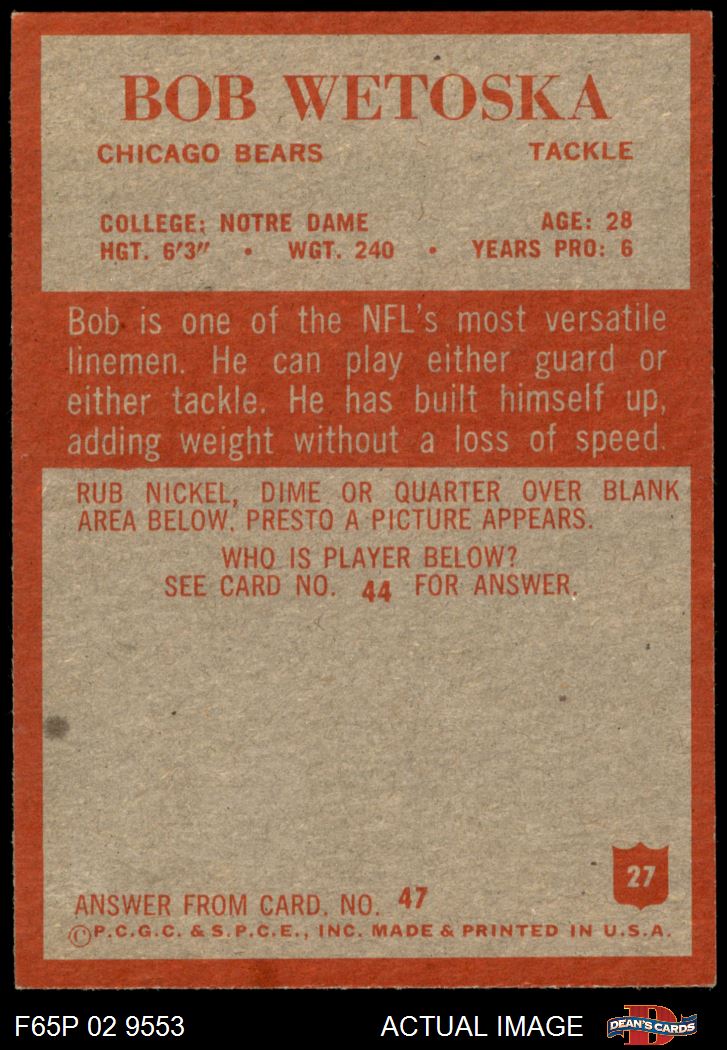 BOB WETOSKA
CHICAGO BEARS TACKLE
COLLEGE: NOTRE DAME AGE: 28
HGT. 6'3" • WGT. 240 • YEARS PRO: 6
Bob is one of the NFL's most versatile
linemen. He can play either guard or
either tackle. He has built himself up,
adding weight without a loss of speed.
RUB NICKEL, DIME OR QUARTER OVER BLANK
AREA BELOW. PRESTO A PICTURE APPEARS.
WHO IS PLAYER BELOW?
SEE CARD NO. 44 FOR ANSWER.
27
ANSWER FROM CARD. NO. 47
©P.C.G.C. & S.P.C.E., INC. MADE & PRINTED IN U.S.A.
F65P 02 9553 ACTUAL IMAGE D DEAN'S CARDS